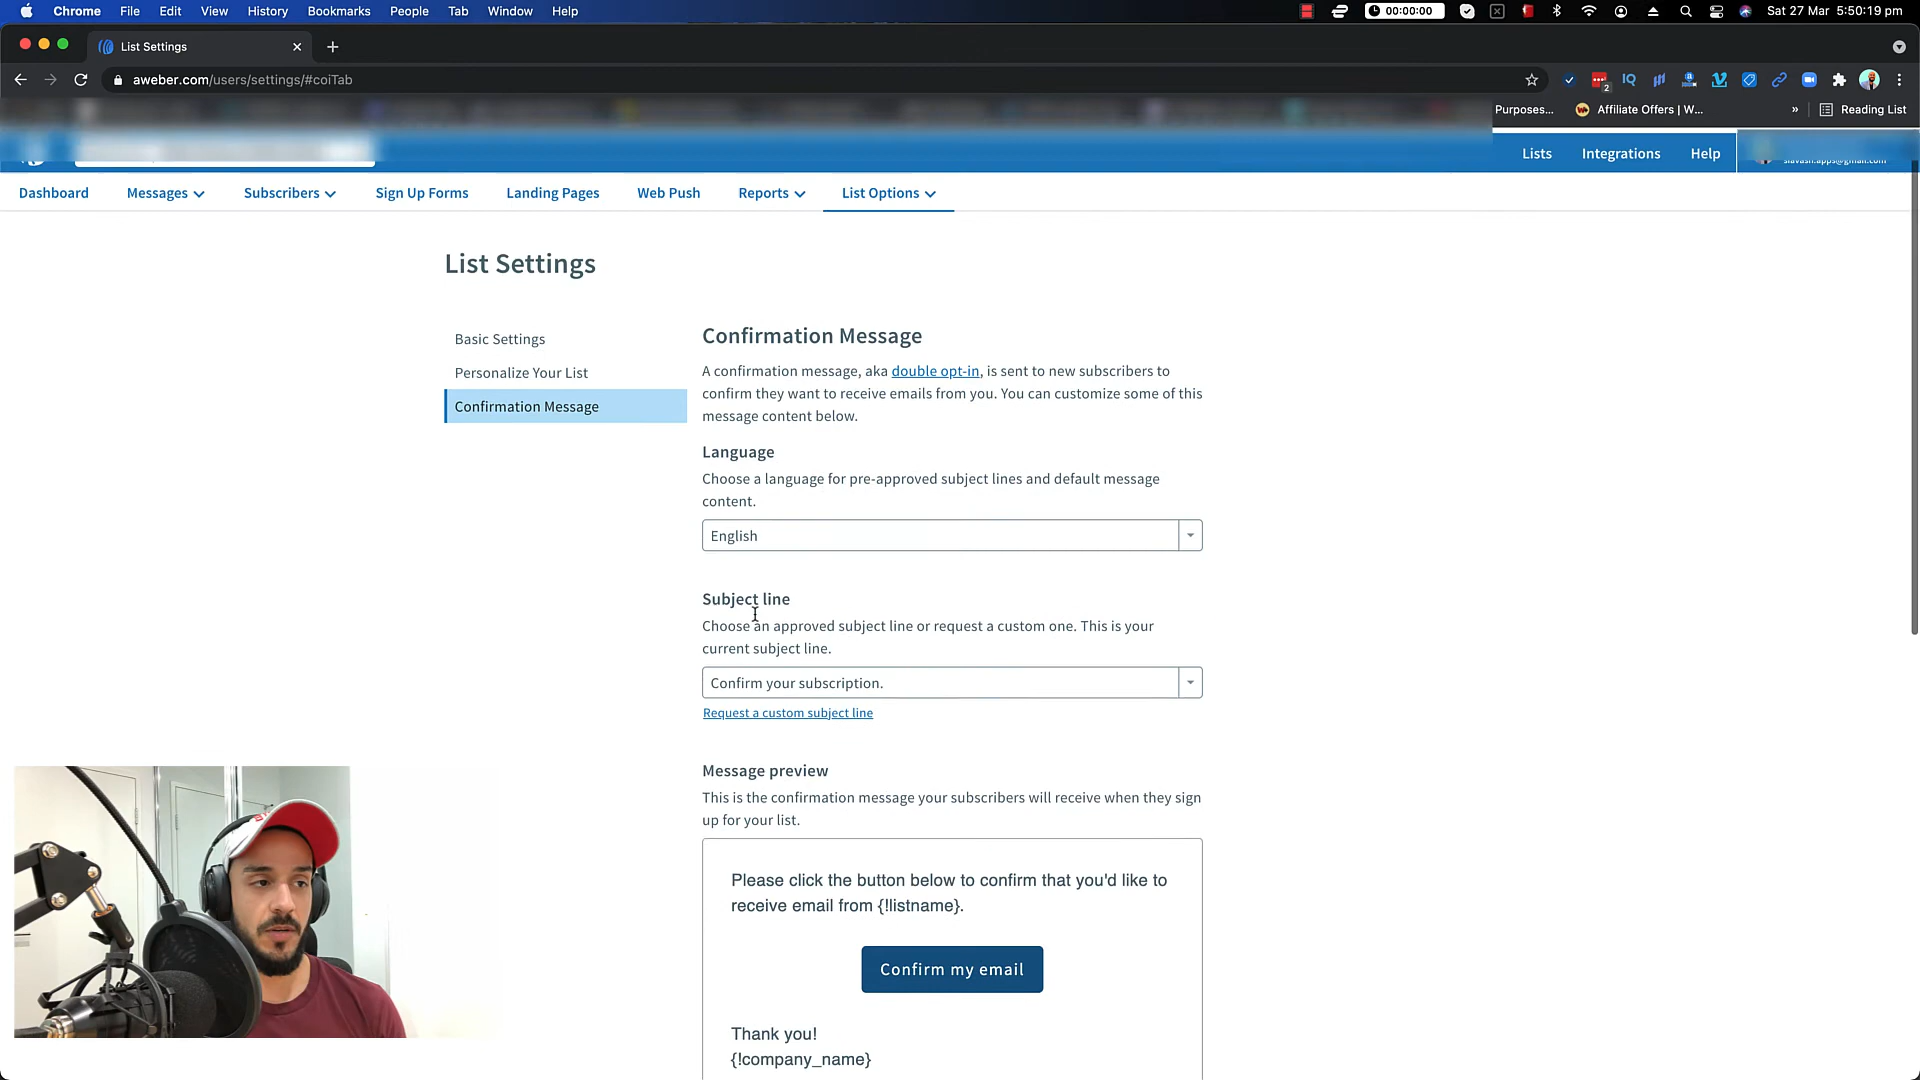 Chrome File Edit View History Bookmarks People Tab Window Help 00:00:00 Sat 27 Mar 5:50:19 pm
List Settings
aweber.com/users/settings/#coiTab
2 IQ
Purposes... Affiliate Offers | W... » Reading List
Lists Integrations Help
Dashboard Messages Subscribers Sign Up Forms Landing Pages Web Push Reports List Options
List Settings
Basic Settings
Personalize Your List
Confirmation Message
Confirmation Message
A confirmation message, aka double opt-in, is sent to new subscribers to
confirm they want to receive emails from you. You can customize some of this
message content below.
Language
Choose a language for pre-approved subject lines and default message
content.
English
Subject line
Choose an approved subject line or request a custom one. This is your
current subject line.
Confirm your subscription.
Request a custom subject line
Message preview
This is the confirmation message your subscribers will receive when they sign
up for your list.
Please click the button below to confirm that you'd like to
receive email from {!listname}.
Confirm my email
Thank you!
{!company_name}